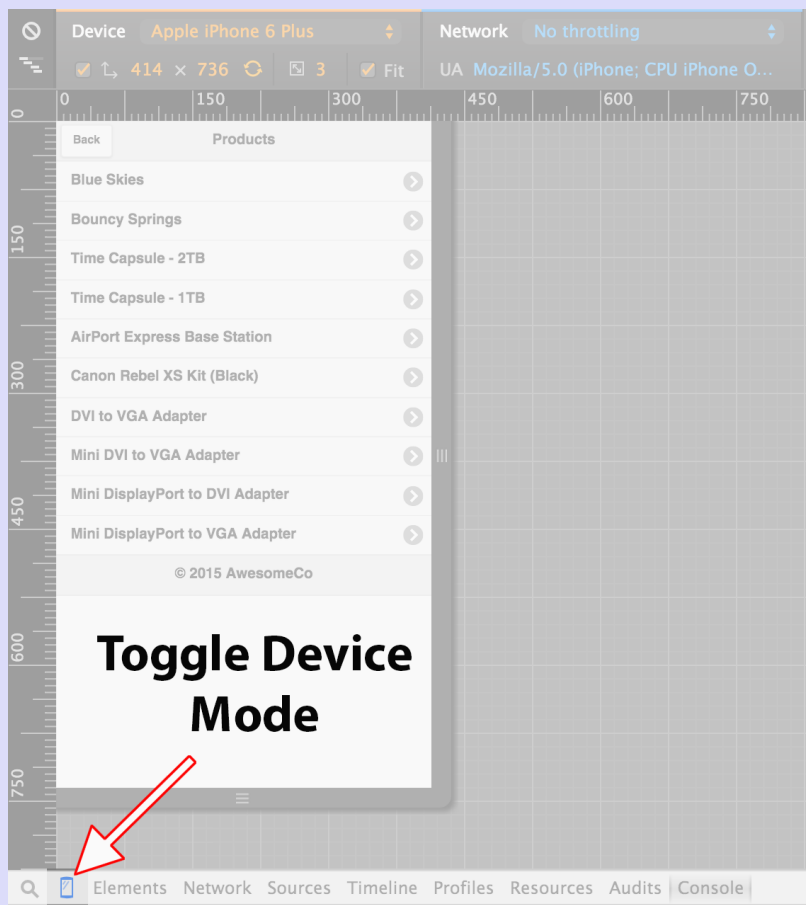 Device Apple iPhone 6 Plus Network No throttling
414 × 736 3 Fit UA Mozilla/5.0 (iPhone; CPU iPhone O...
0 150 300 450 600 750
0
150
300
450
600
750
Back Products
Blue Skies
Bouncy Springs
Time Capsule - 2TB
Time Capsule - 1TB
AirPort Express Base Station
Canon Rebel XS Kit (Black)
DVI to VGA Adapter
Mini DVI to VGA Adapter
Mini DisplayPort to DVI Adapter
Mini DisplayPort to VGA Adapter
© 2015 AwesomeCo
Toggle Device
Mode
Elements Network Sources Timeline Profiles Resources Audits Console